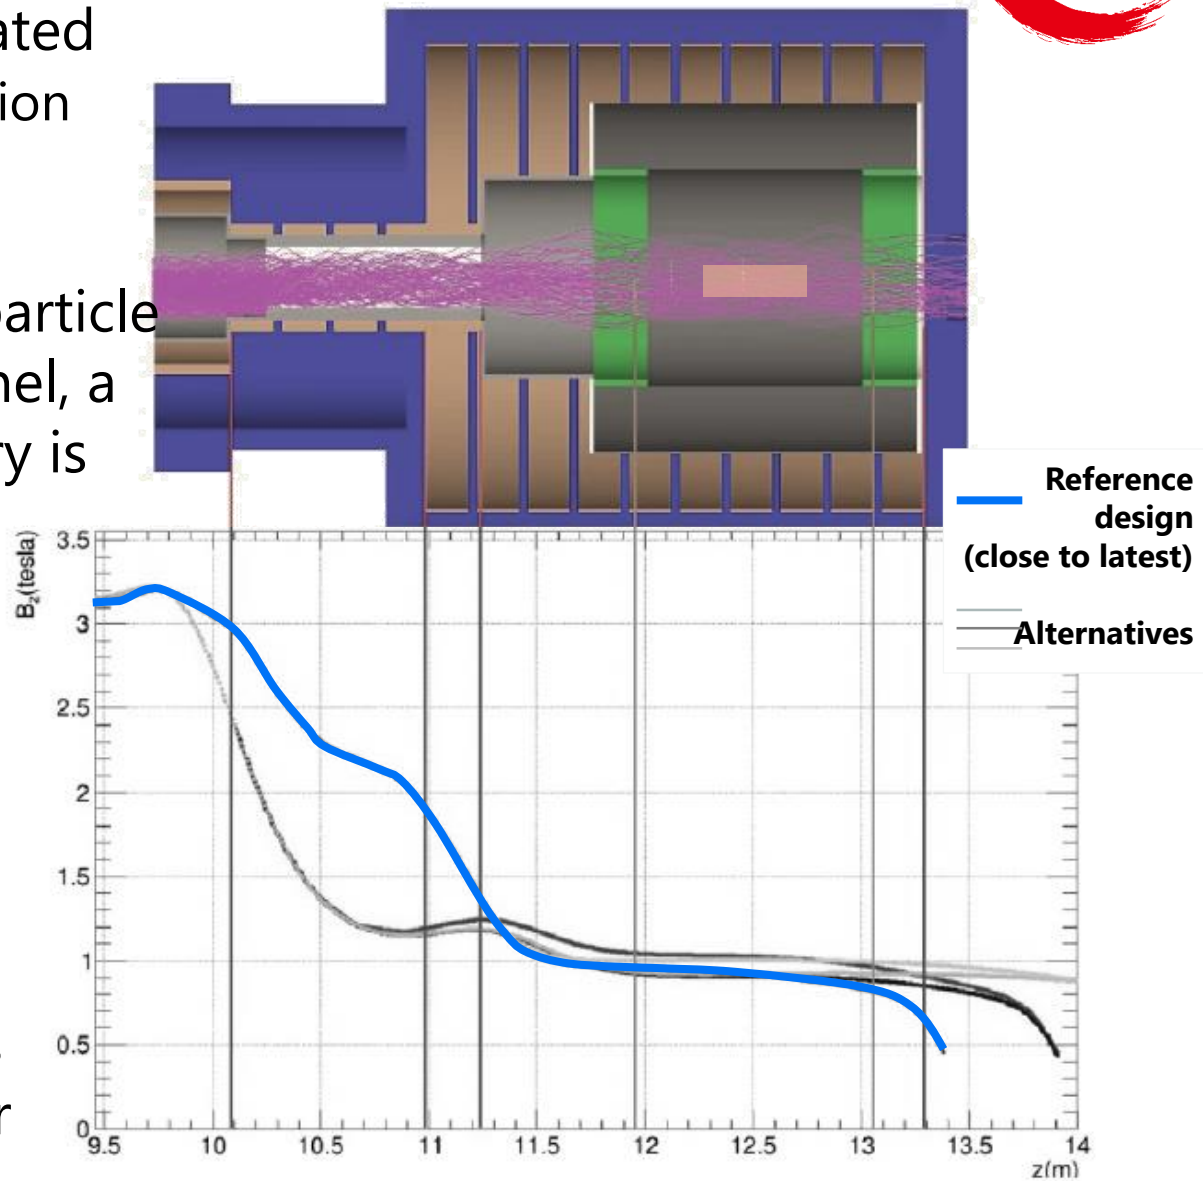 ated
ion
particle
nel, a
ry is
r
Reference
design
(close to latest)
Alternatives
B_z(tesla)
3.5
3
2.5
2
1.5
1
0.5
0
9.5 10 10.5 11 11.5 12 12.5 13 13.5 14
z(m)